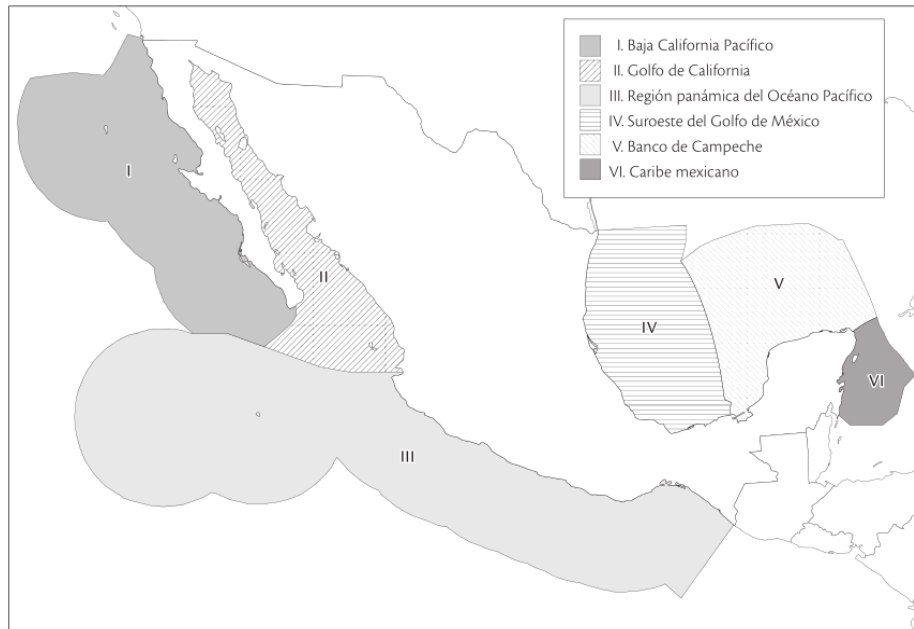 I. Baja California Pacífico
II. Golfo de California
III. Región panámica del Océano Pacífico
IV. Suroeste del Golfo de México
V. Banco de Campeche
VI. Caribe mexicano
I
II
III
IV
V
VI